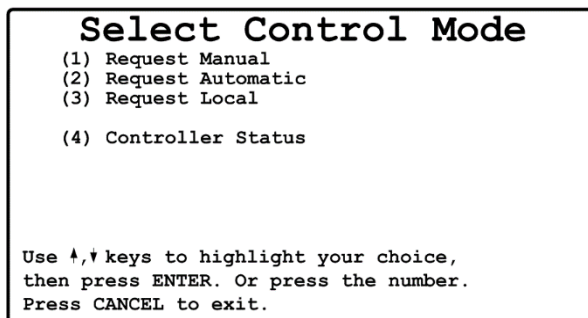 Select Control Mode
(1) Request Manual
(2) Request Automatic
(3) Request Local
(4) Controller Status
Use ↑,↓ keys to highlight your choice,
then press ENTER. Or press the number.
Press CANCEL to exit.